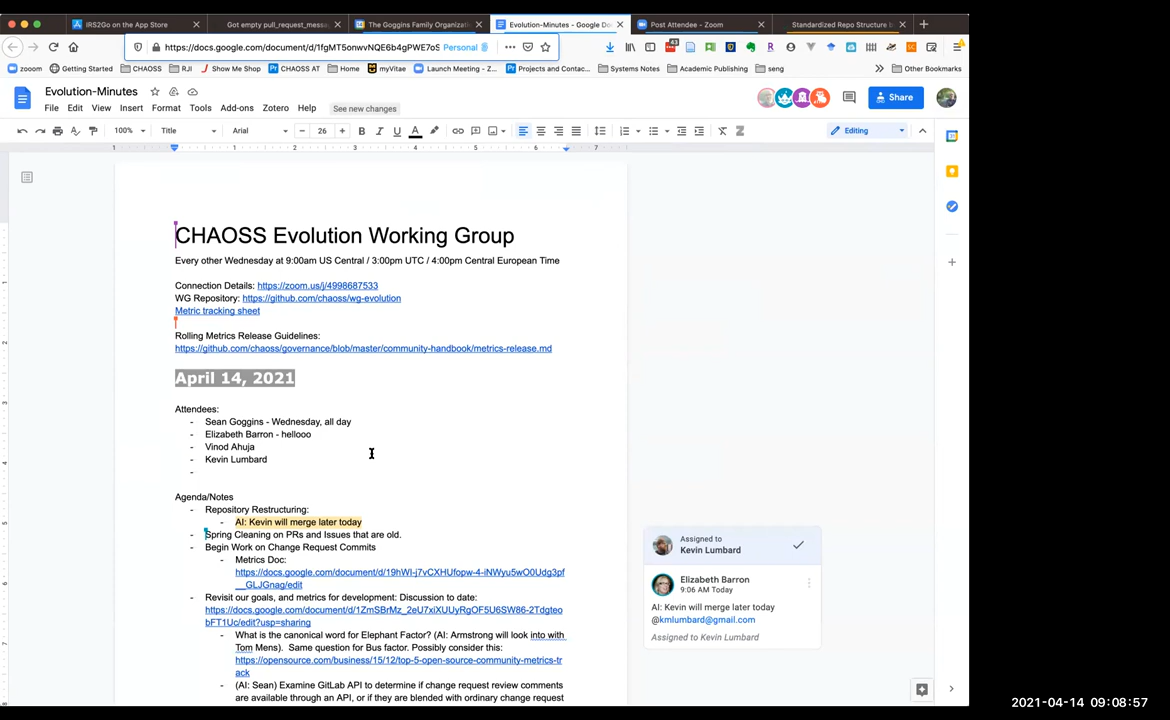 IRS2Go on the App Store
Got empty pull_request_messa
The Goggins Family Organizati
Evolution-Minutes - Google Do
Post Attendee - Zoom
Standardized Repo Structure b
https://docs.google.com/document/d/1fgMT5onwvNQE6b4gPWE7oS
Personal
43
zooom
Getting Started
CHAOSS
RJI
Show Me Shop
CHAOSS AT
Home
myVitae
Launch Meeting - Z...
Projects and Contac...
Systems Notes
Academic Publishing
seng
Other Bookmarks
Evolution-Minutes
File Edit View Insert Format Tools Add-ons Zotero Help
See new changes
Share
100%
Title
Arial
26
Editing
1 1 2 3 4 5 6 7
CHAOSS Evolution Working Group
Every other Wednesday at 9:00am US Central / 3:00pm UTC / 4:00pm Central European Time
Connection Details: https://zoom.us/j/4998687533
WG Repository: https://github.com/chaoss/wg-evolution
Metric tracking sheet
Rolling Metrics Release Guidelines:
https://github.com/chaoss/governance/blob/master/community-handbook/metrics-release.md
April 14, 2021
Attendees:
- Sean Goggins - Wednesday, all day
- Elizabeth Barron - hellooo
- Vinod Ahuja
- Kevin Lumbard
-
Agenda/Notes
- Repository Restructuring:
- AI: Kevin will merge later today
- Spring Cleaning on PRs and Issues that are old.
- Begin Work on Change Request Commits
- Metrics Doc:
https://docs.google.com/document/d/19hWI-j7vCXHUfopw-4-iNWyu5wO0Udg3pf
__GLJGnag/edit
- Revisit our goals, and metrics for development: Discussion to date:
https://docs.google.com/document/d/1ZmSBrMz_2eU7xiXUUyRgOF5U6SW86-2Tdgteo
bFT1Uc/edit?usp=sharing
- What is the canonical word for Elephant Factor? (AI: Armstrong will look into with
Tom Mens). Same question for Bus factor. Possibly consider this:
https://opensource.com/business/15/12/top-5-open-source-community-metrics-tr
ack
- (AI: Sean) Examine GitLab API to determine if change request review comments
are available through an API, or if they are blended with ordinary change request
Assigned to
Kevin Lumbard
Elizabeth Barron
9:06 AM Today
AI: Kevin will merge later today
@kmlumbard@gmail.com
Assigned to Kevin Lumbard
2021-04-14 09:08:57